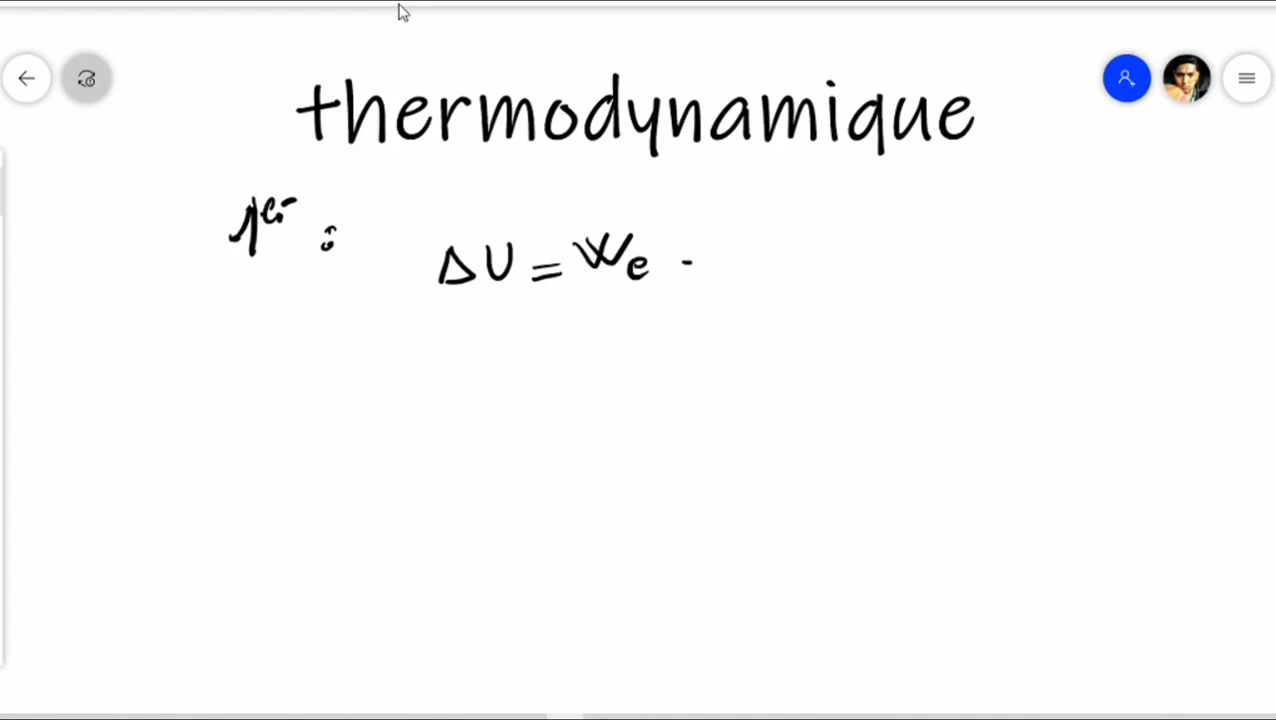 thermodynamique
1er :
ΔU = We -